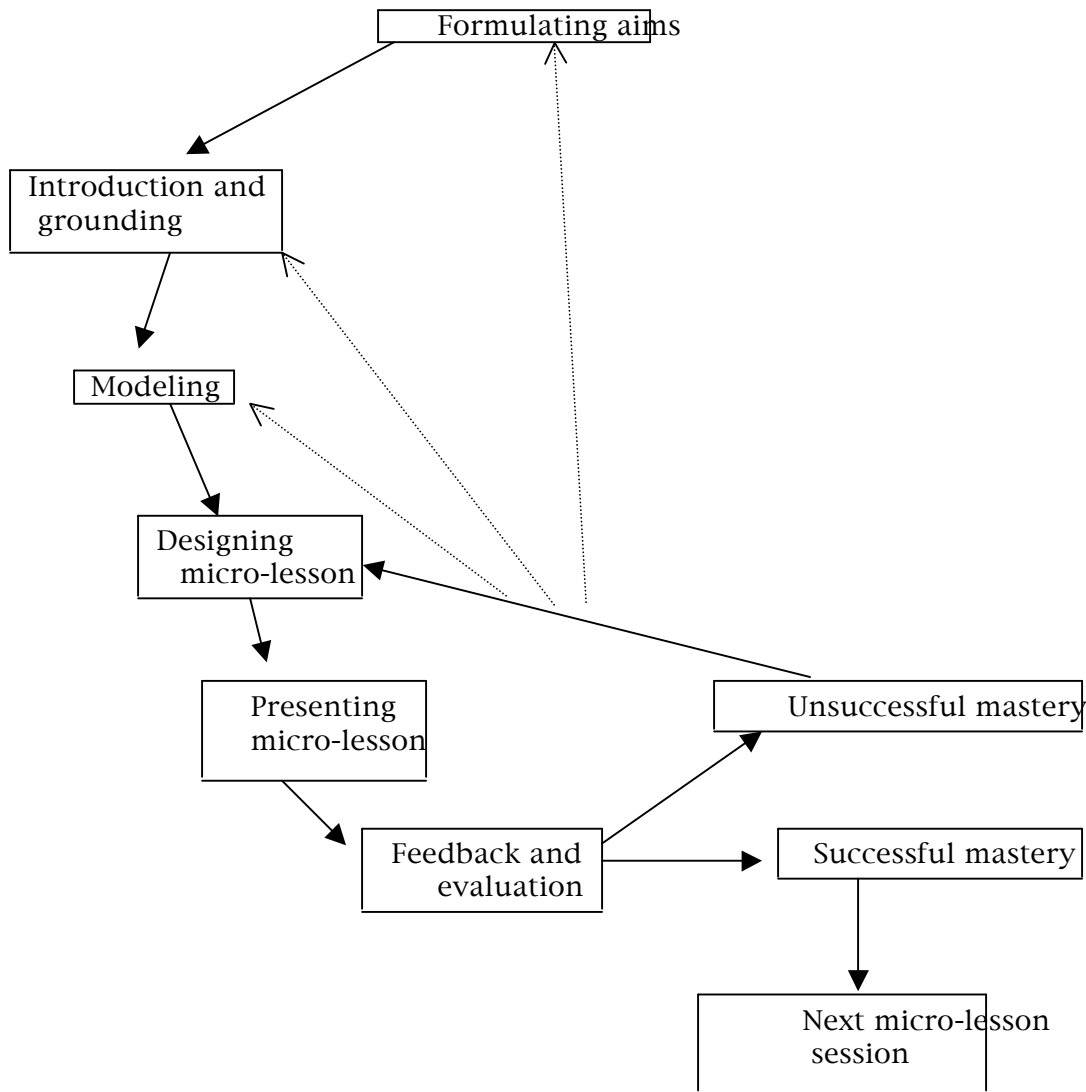 Formulating aims
Introduction and
grounding
Modeling
Designing
micro-lesson
Presenting
micro-lesson
Unsuccessful mastery
Feedback and
evaluation
Successful mastery
Next micro-lesson
session